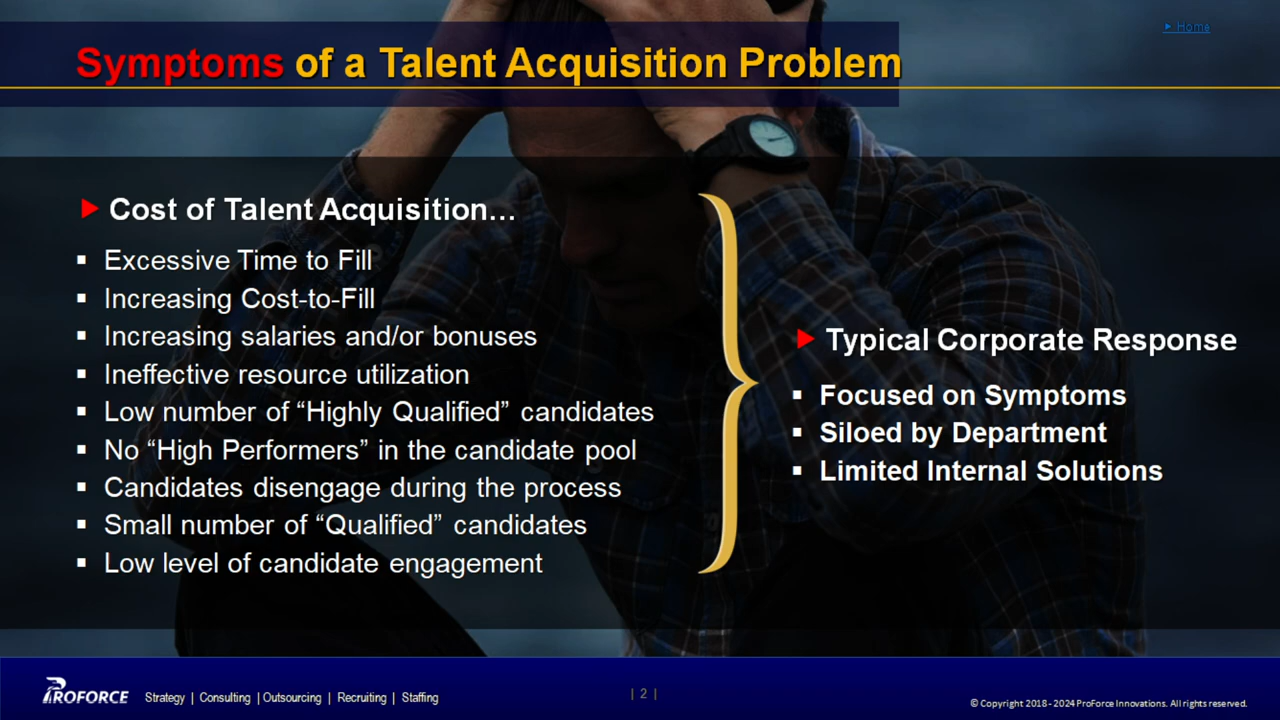 ► Home
Symptoms of a Talent Acquisition Problem
Cost of Talent Acquisition...
▪ Excessive Time to Fill
▪ Increasing Cost-to-Fill
▪ Increasing salaries and/or bonuses
▪ Ineffective resource utilization
▪ Low number of “Highly Qualified” candidates
▪ No “High Performers” in the candidate pool
▪ Candidates disengage during the process
▪ Small number of “Qualified” candidates
▪ Low level of candidate engagement
Typical Corporate Response
▪ Focused on Symptoms
▪ Siloed by Department
▪ Limited Internal Solutions
PROFORCE
Strategy | Consulting | Outsourcing | Recruiting | Staffing
| 2 |
© Copyright 2018 - 2024 ProForce Innovations. All rights reserved.